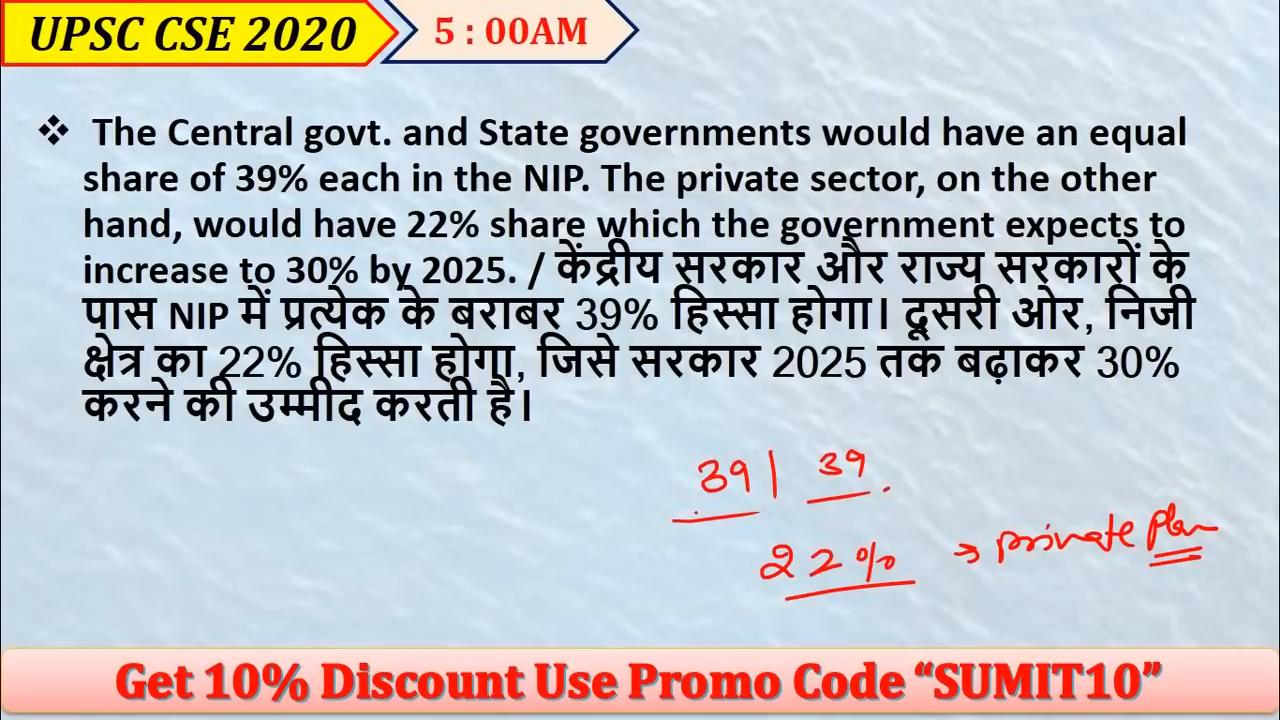 UPSC CSE 2020
5 : 00AM
❖ The Central govt. and State governments would have an equal
share of 39% each in the NIP. The private sector, on the other
hand, would have 22% share which the government expects to
increase to 30% by 2025. / केंद्रीय सरकार और राज्य सरकारों के
पास NIP में प्रत्येक के बराबर 39% हिस्सा होगा। दूसरी ओर, निजी
क्षेत्र का 22% हिस्सा होगा, जिसे सरकार 2025 तक बढ़ाकर 30%
करने की उम्मीद करती है।
39 | 39
22% → private plan
Get 10% Discount Use Promo Code “SUMIT10”